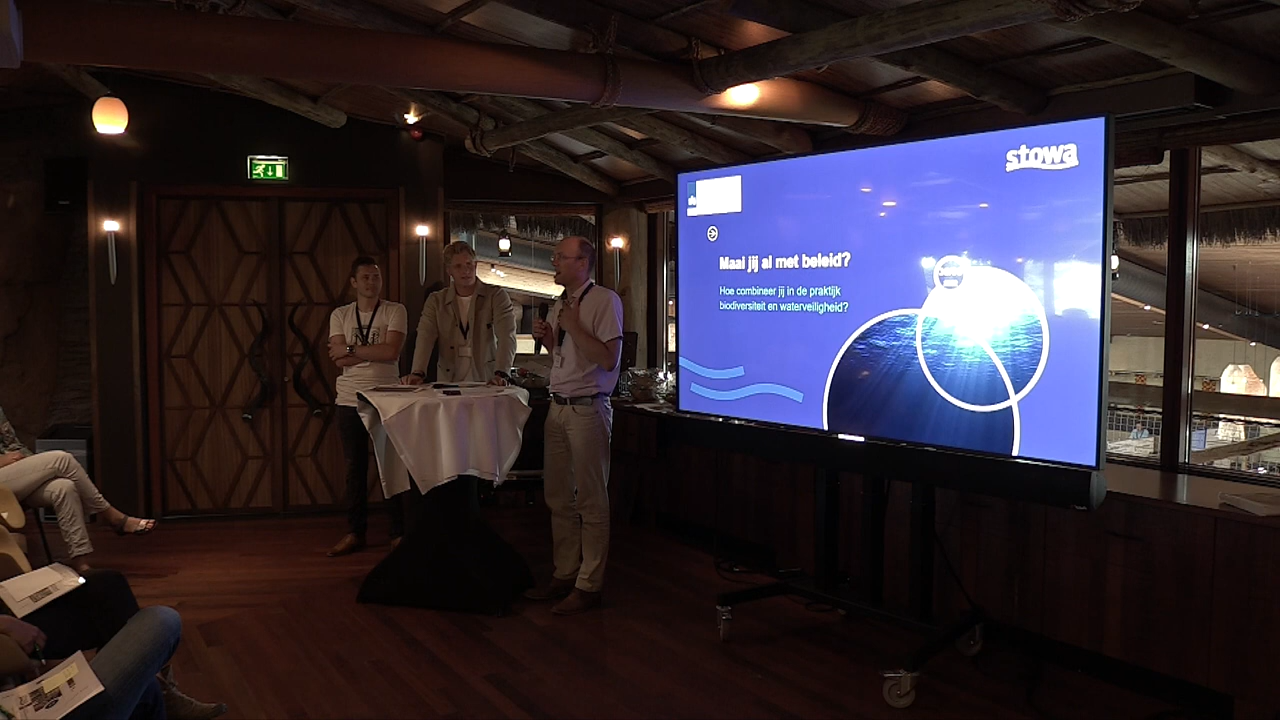 stowa
Maai jij al met beleid?
Hoe combineer jij in de praktijk
biodiversiteit en waterveiligheid?